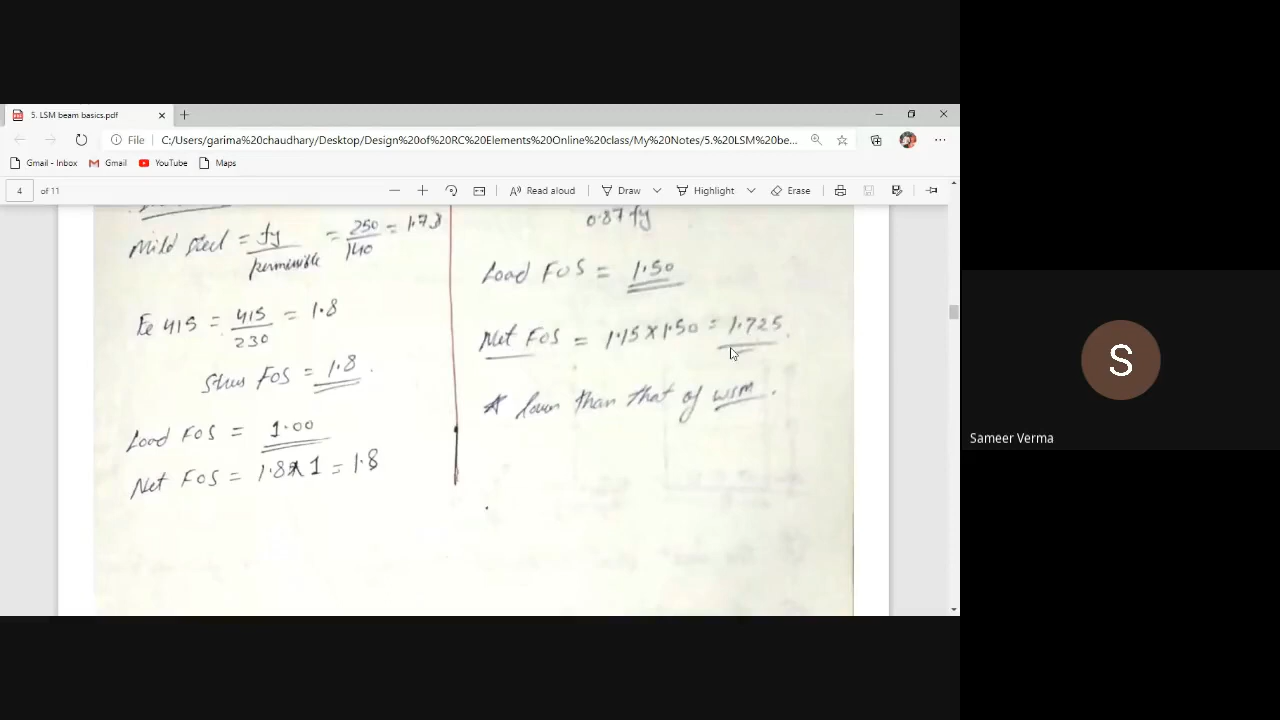 5. LSM beam basics.pdf
File C:/Users/garima%20chaudhary/Desktop/Design%20of%20RC%20Elements%20Online%20class/My%20Notes/5.%20LSM%20be...
Gmail - Inbox Gmail YouTube Maps
4 of 11 Read aloud Draw Highlight Erase
Mild steel = fy / permissible = 250 / 140 = 1.78
Fe 415 = 415 / 230 = 1.8
Stress FOS = 1.8
Load FOS = 1.00
Net FOS = 1.8 x 1 = 1.8
0.87 fy
Load FOS = 1.50
Net FOS = 1.15 x 1.50 = 1.725
lower than that of WSM.
S
Sameer Verma